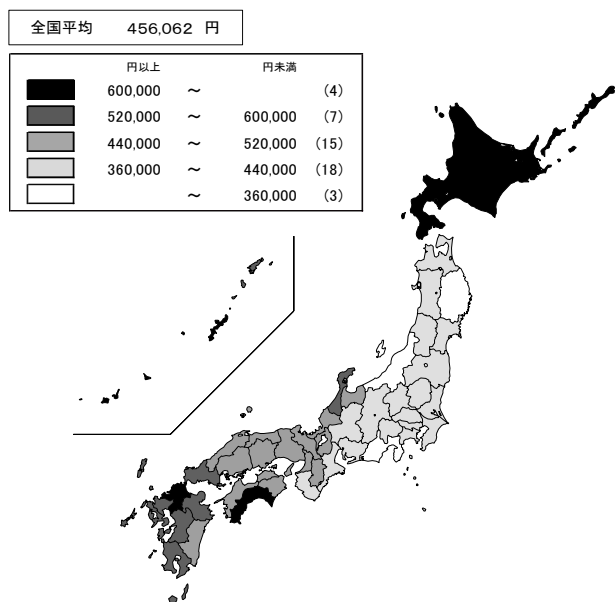 全国平均 456,062 円
円以上 円未満
600,000 ～ (4)
520,000 ～ 600,000 (7)
440,000 ～ 520,000 (15)
360,000 ～ 440,000 (18)
～ 360,000 (3)